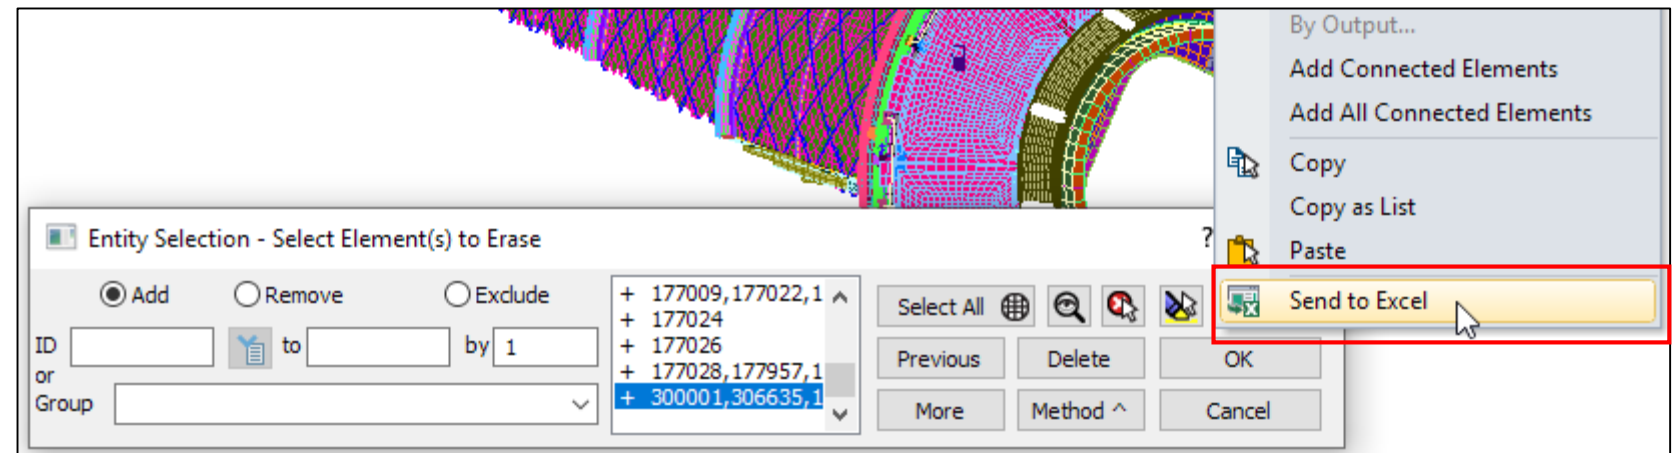 By Output...
Add Connected Elements
Add All Connected Elements
Copy
Copy as List
Paste
Send to Excel
Entity Selection - Select Element(s) to Erase
?
Add Remove Exclude
ID to by 1
or
Group
+ 177009,177022,1
+ 177024
+ 177026
+ 177028,177957,1
+ 300001,306635,1
Select All
Previous Delete OK
More Method ^ Cancel